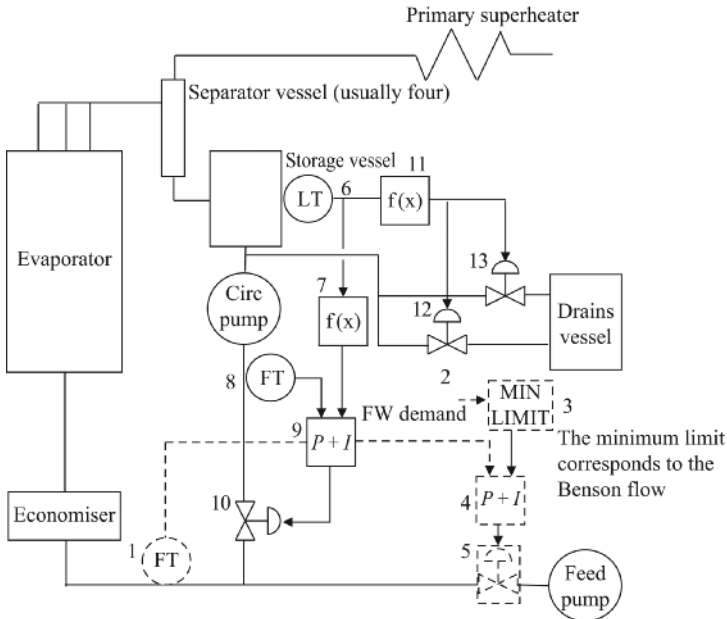 Primary superheater
Separator vessel (usually four)
Storage vessel
11
LT
6
f(x)
Evaporator
13
7
Circ
pump
12
f(x)
Drains
vessel
8
FT
2
FW demand
MIN
LIMIT
3
9
P + I
The minimum limit
corresponds to the
Benson flow
10
4
P + I
Economiser
1
FT
5
Feed
pump